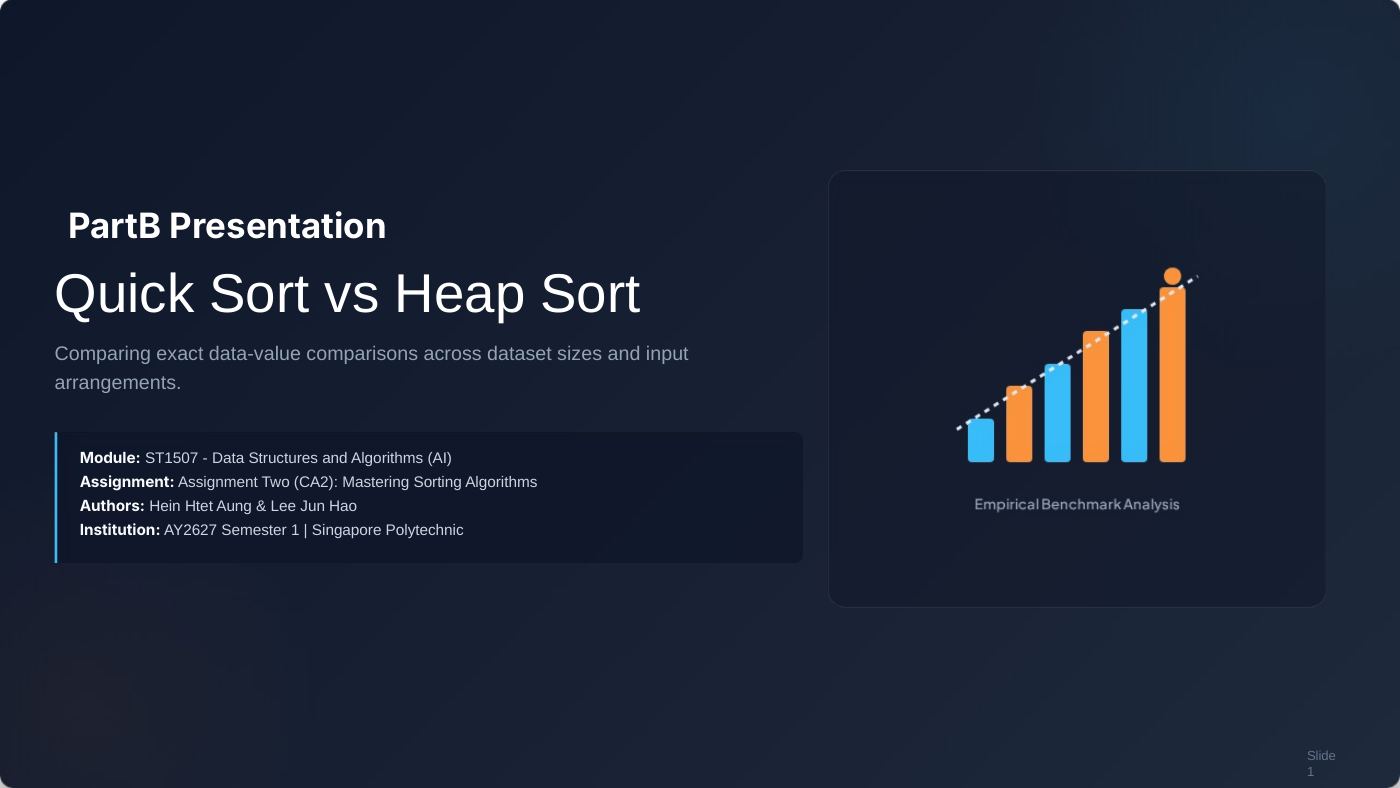 PartB Presentation
Quick Sort vs Heap Sort
Comparing exact data-value comparisons across dataset sizes and input
arrangements.
Module: ST1507 - Data Structures and Algorithms (AI)
Assignment: Assignment Two (CA2): Mastering Sorting Algorithms
Authors: Hein Htet Aung & Lee Jun Hao
Institution: AY2627 Semester 1 | Singapore Polytechnic
Empirical Benchmark Analysis
Slide
1